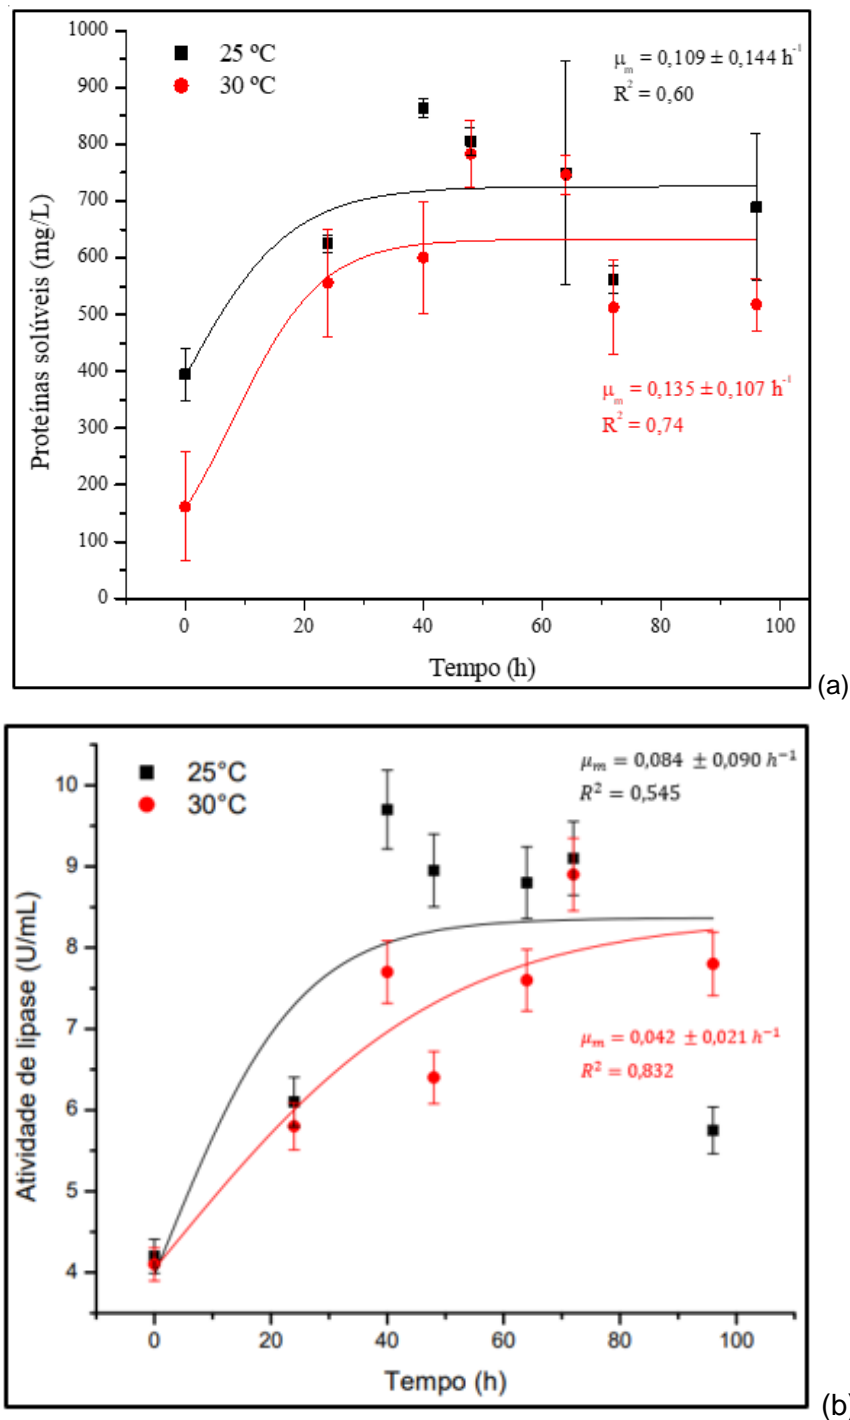 1000
25 ºC
30 ºC
μm = 0,109 ± 0,144 h⁻¹
R² = 0,60
900
800
700
600
500
400
300
200
100
0
Proteínas solúveis (mg/L)
μm = 0,135 ± 0,107 h⁻¹
R² = 0,74
0 20 40 60 80 100
Tempo (h)
(a)
25°C
30°C
μm = 0,084 ± 0,090 h⁻¹
R² = 0,545
10
9
8
7
6
5
4
Atividade de lipase (U/mL)
μm = 0,042 ± 0,021 h⁻¹
R² = 0,832
0 20 40 60 80 100
Tempo (h)
(b)